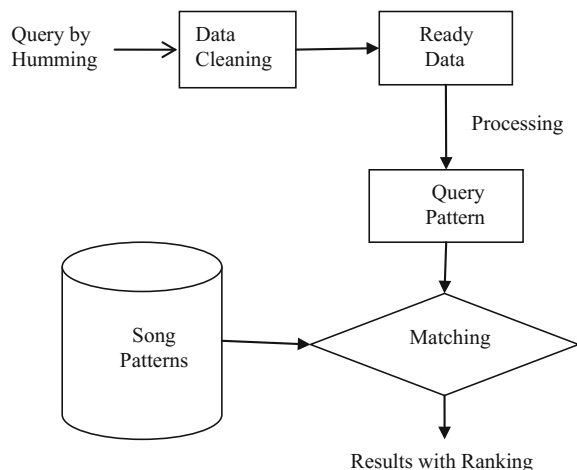 Query by
Humming
Data
Cleaning
Ready
Data
Processing
Query
Pattern
Song
Patterns
Matching
Results with Ranking